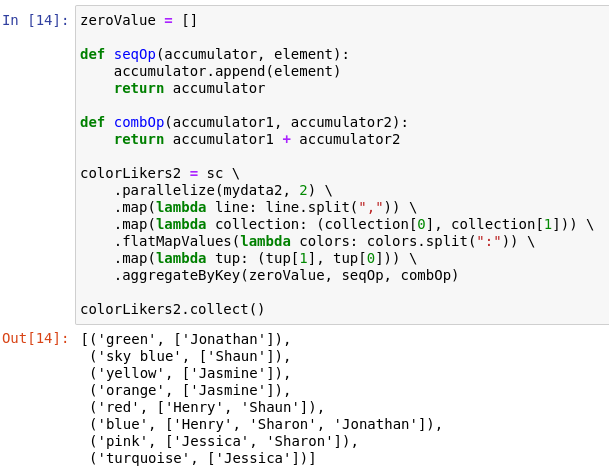 In [14]: zeroValue = []

def seqOp(accumulator, element):
    accumulator.append(element)
    return accumulator

def combOp(accumulator1, accumulator2):
    return accumulator1 + accumulator2

colorLikers2 = sc \
    .parallelize(mydata2, 2) \
    .map(lambda line: line.split(",")) \
    .map(lambda collection: (collection[0], collection[1])) \
    .flatMapValues(lambda colors: colors.split(":")) \
    .map(lambda tup: (tup[1], tup[0])) \
    .aggregateByKey(zeroValue, seqOp, combOp)

colorLikers2.collect()
Out[14]: [('green', ['Jonathan']),
 ('sky blue', ['Shaun']),
 ('yellow', ['Jasmine']),
 ('orange', ['Jasmine']),
 ('red', ['Henry', 'Shaun']),
 ('blue', ['Henry', 'Sharon', 'Jonathan']),
 ('pink', ['Jessica', 'Sharon']),
 ('turquoise', ['Jessica'])]